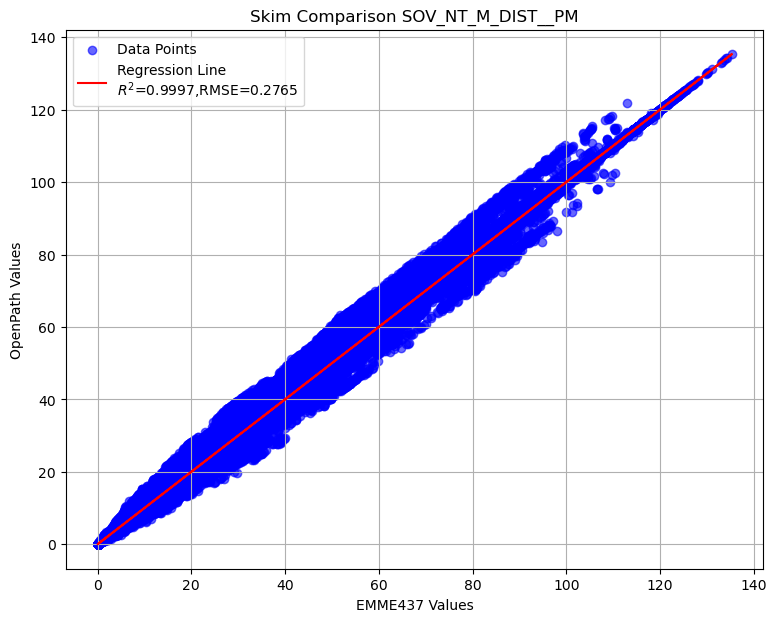 Skim Comparison SOV_NT_M_DIST__PM
Data Points
Regression Line
R²=0.9997,RMSE=0.2765
140
120
100
80
60
40
20
0
OpenPath Values
0 20 40 60 80 100 120 140
EMME437 Values